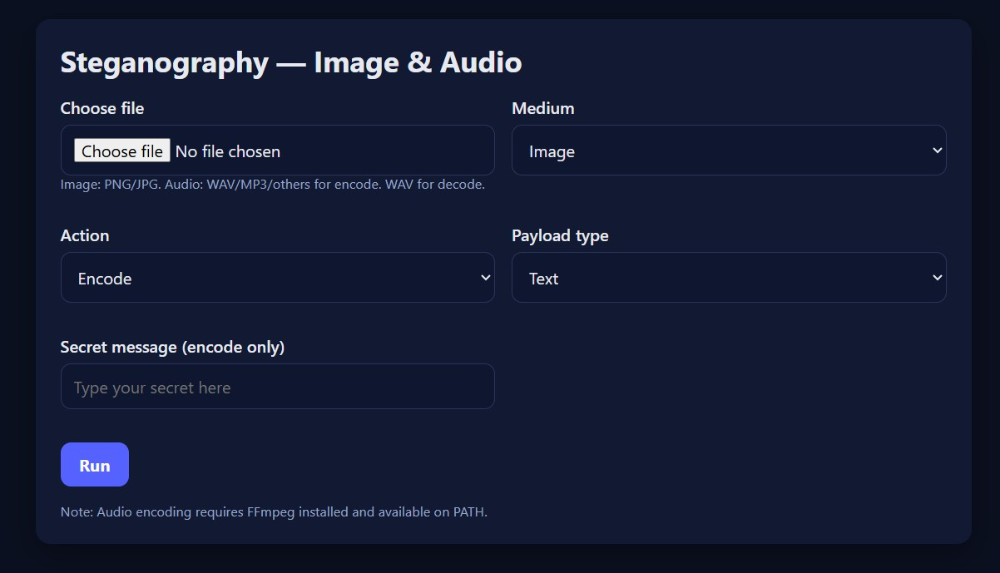 Steganography — Image & Audio
Choose file
Medium
Choose file No file chosen
Image
Image: PNG/JPG. Audio: WAV/MP3/others for encode. WAV for decode.
Action
Payload type
Encode
Text
Secret message (encode only)
Type your secret here
Run
Note: Audio encoding requires FFmpeg installed and available on PATH.